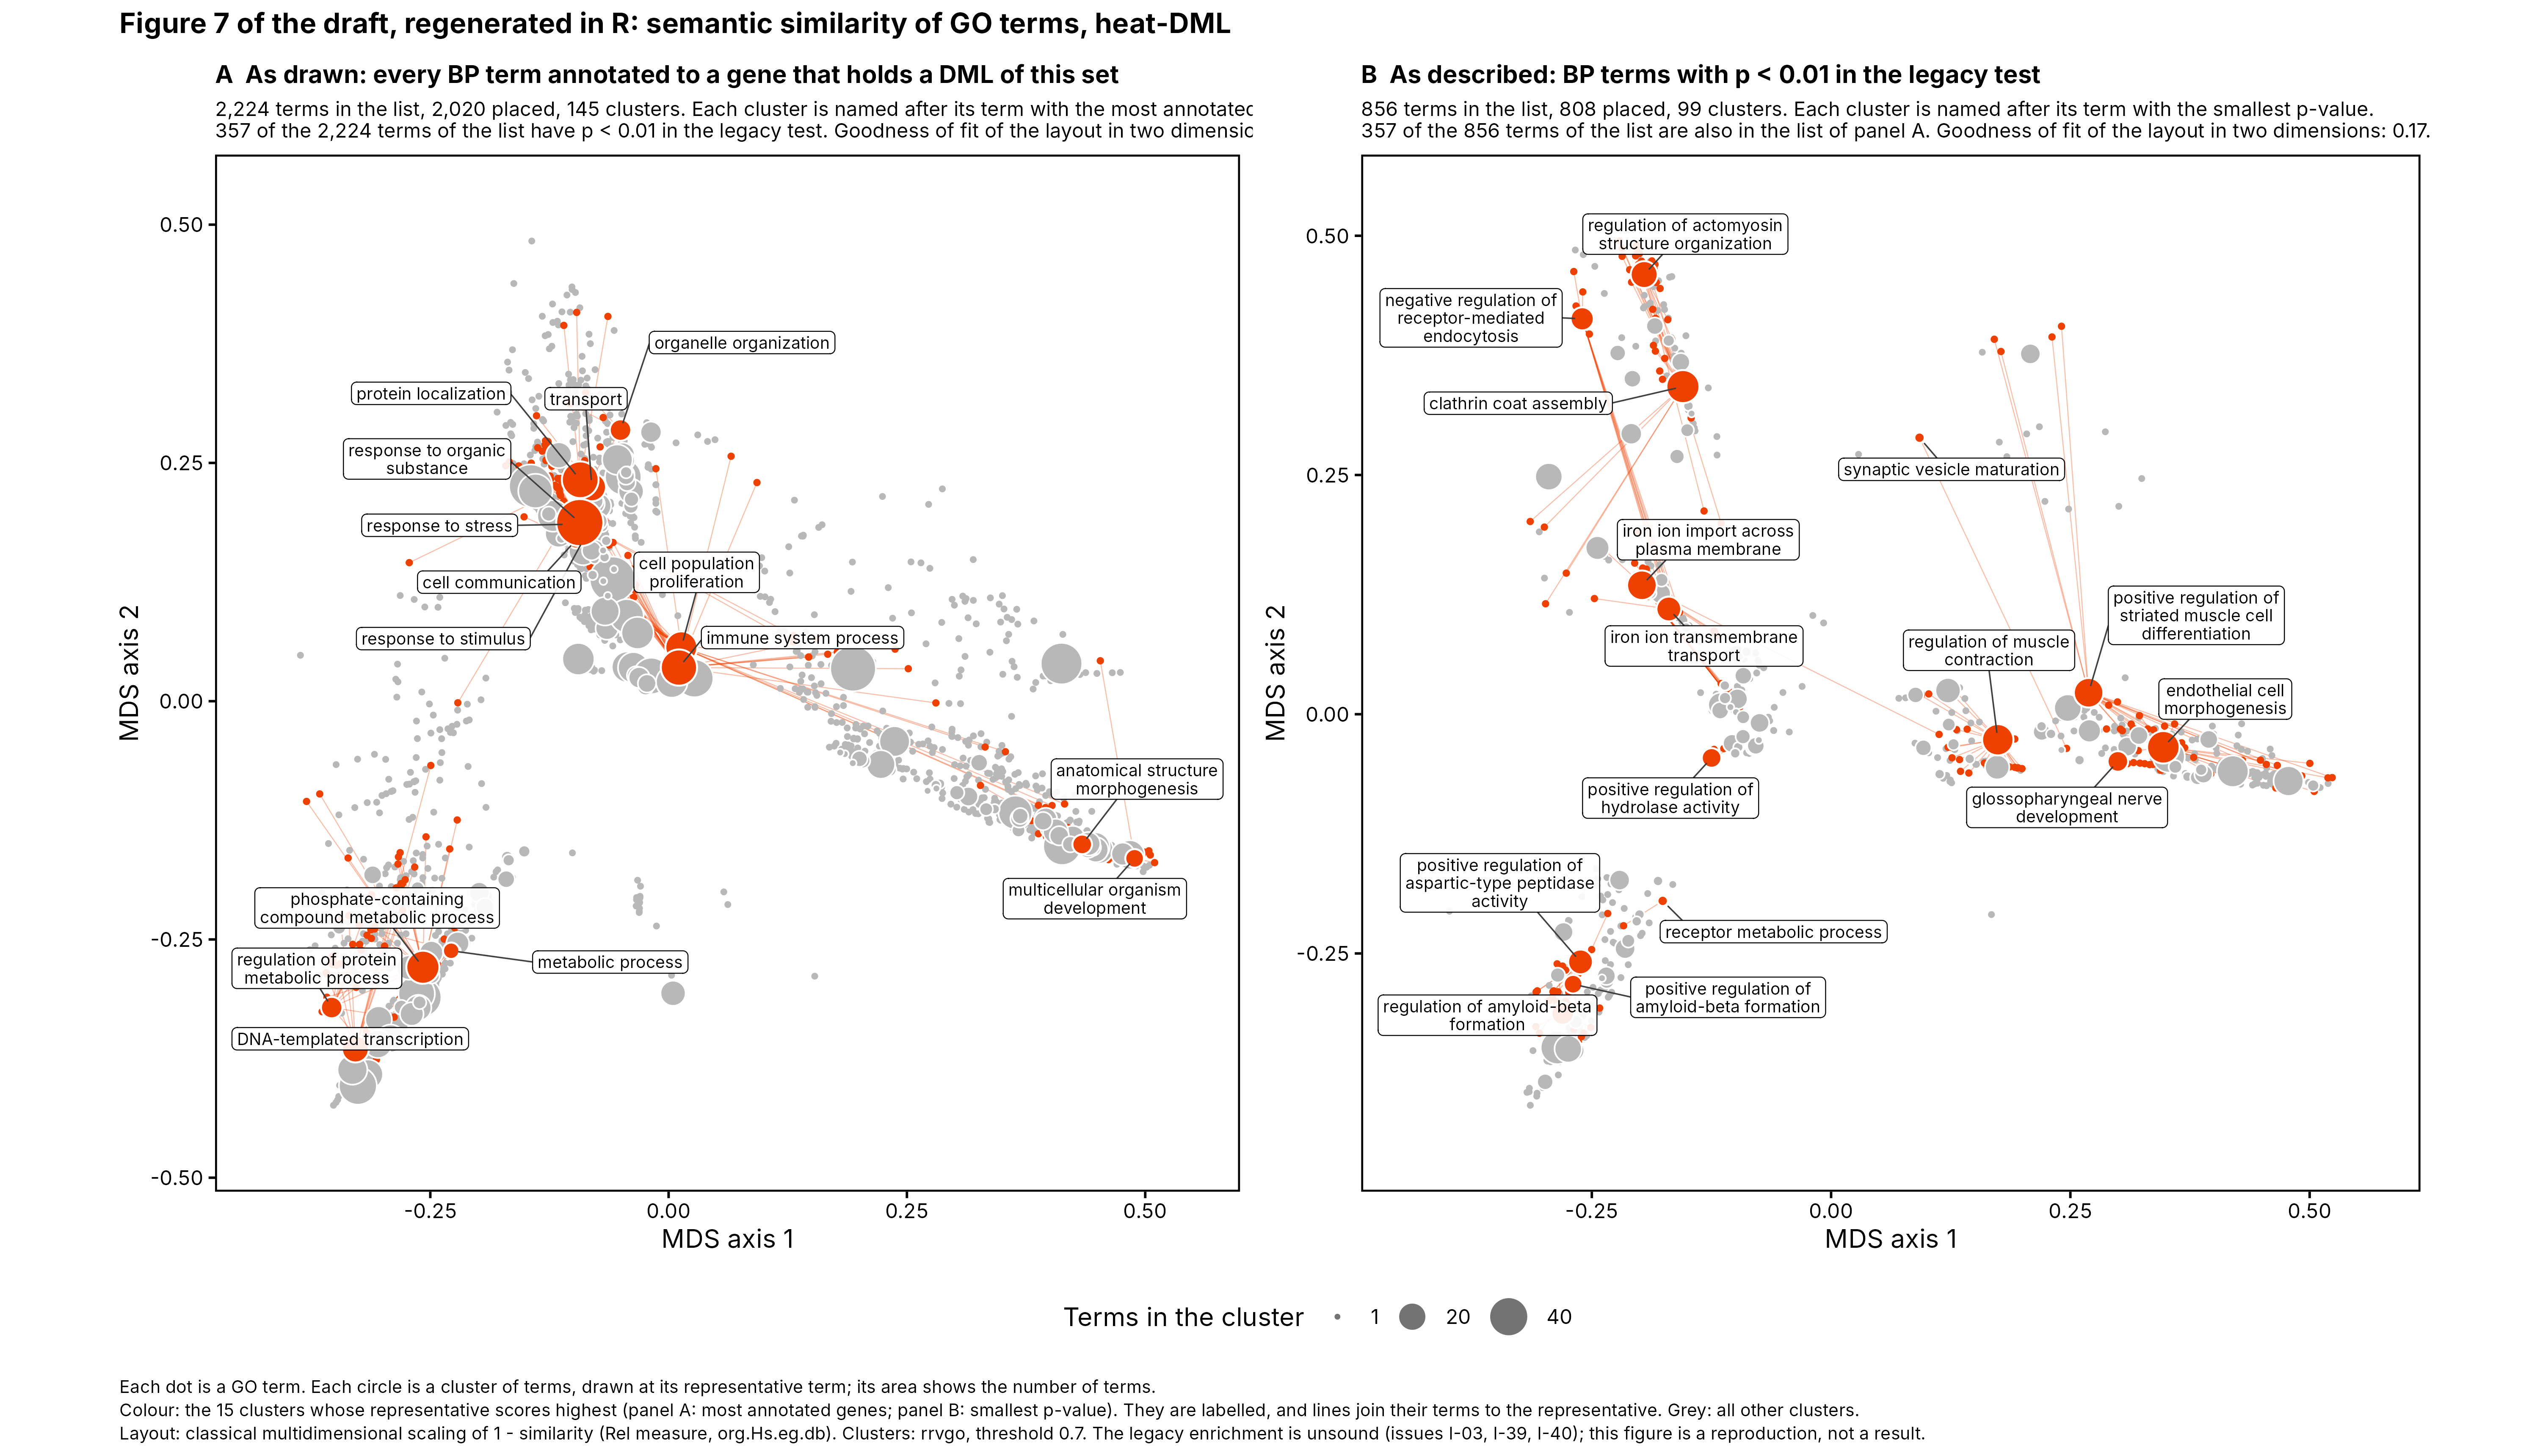 Figure 7 of the draft, regenerated in R: semantic similarity of GO terms, heat-DML
A As drawn: every BP term annotated to a gene that holds a DML of this set
2,224 terms in the list, 2,020 placed, 145 clusters. Each cluster is named after its term with the most annotated
357 of the 2,224 terms of the list have p < 0.01 in the legacy test. Goodness of fit of the layout in two
MDS axis 2
0.50
0.25
0.00
-0.25
-0.50
organelle organization
protein localization
transport
response to organic
substance
response to stress
cell communication
cell population
proliferation
response to stimulus
immune system process
anatomical structure
morphogenesis
multicellular organism
development
phosphate-containing
compound metabolic process
regulation of protein
metabolic process
metabolic process
DNA-templated transcription
-0.25
0.00
0.25
0.50
MDS axis 1
B As described: BP terms with p < 0.01 in the legacy test
856 terms in the list, 808 placed, 99 clusters. Each cluster is named after its term with the smallest p-value.
357 of the 856 terms of the list are also in the list of panel A. Goodness of fit of the layout in two dimensions: 0.17.
MDS axis 2
0.50
0.25
0.00
-0.25
regulation of actomyosin
structure organization
negative regulation of
receptor-mediated
endocytosis
clathrin coat assembly
synaptic vesicle maturation
iron ion import across
plasma membrane
iron ion transmembrane
transport
positive regulation of
striated muscle cell
differentiation
regulation of muscle
contraction
endothelial cell
morphogenesis
positive regulation of
hydrolase activity
glossopharyngeal nerve
development
positive regulation of
aspartic-type peptidase
activity
receptor metabolic process
positive regulation of
amyloid-beta formation
regulation of amyloid-beta
formation
-0.25
0.00
0.25
0.50
MDS axis 1
Terms in the cluster 1 20 40
Each dot is a GO term. Each circle is a cluster of terms, drawn at its representative term; its area shows the number of terms.
Colour: the 15 clusters whose representative scores highest (panel A: most annotated genes; panel B: smallest p-value). They are labelled, and lines join their terms to the representative. Grey: all other clusters.
Layout: classical multidimensional scaling of 1 - similarity (Rel measure, org.Hs.eg.db). Clusters: rrvgo, threshold 0.7. The legacy enrichment is unsound (issues I-03, I-39, I-40); this figure is a reproduction, not a result.